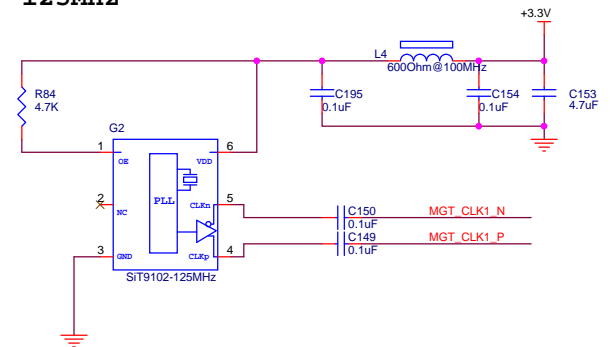 125MHz
+3.3V
L4
600Ohm@100MHz
R84
4.7K
C195
0.1uF
C154
0.1uF
C153
4.7uF
G2
1
6
OE
VDD
PLL
2
5
NC
CLKn
3
4
GND
CLKp
SiT9102-125MHz
C150
0.1uF
MGT_CLK1_N
C149
0.1uF
MGT_CLK1_P